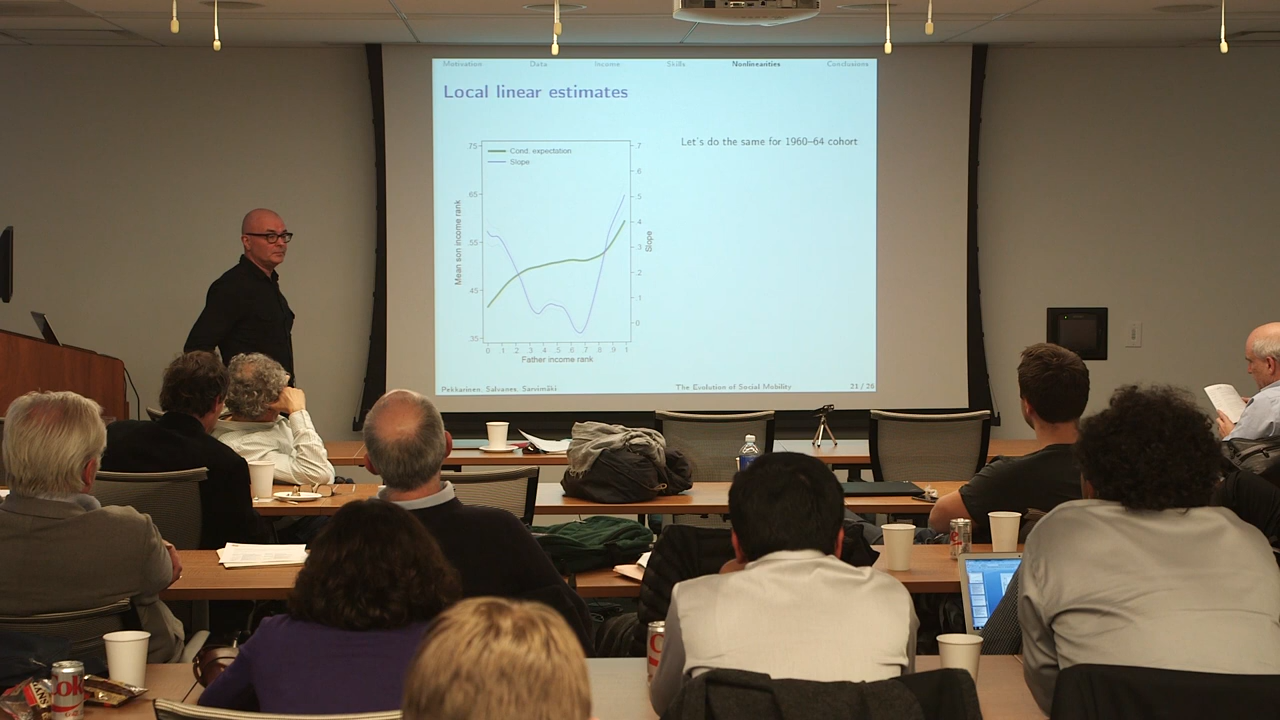 Motivation Data Income Skills Nonlinearities Conclusions
Local linear estimates
Let's do the same for 1960–64 cohort
Cond. expectation
Slope
75
65
55
45
35
Mean son income rank
.7
.6
.5
.4
.3
.2
.1
0
Slope
0 .1 .2 .3 .4 .5 .6 .7 .8 .9 1
Father income rank
Pekkarinen, Salvanes, Sarvimäki The Evolution of Social Mobility 21 / 26